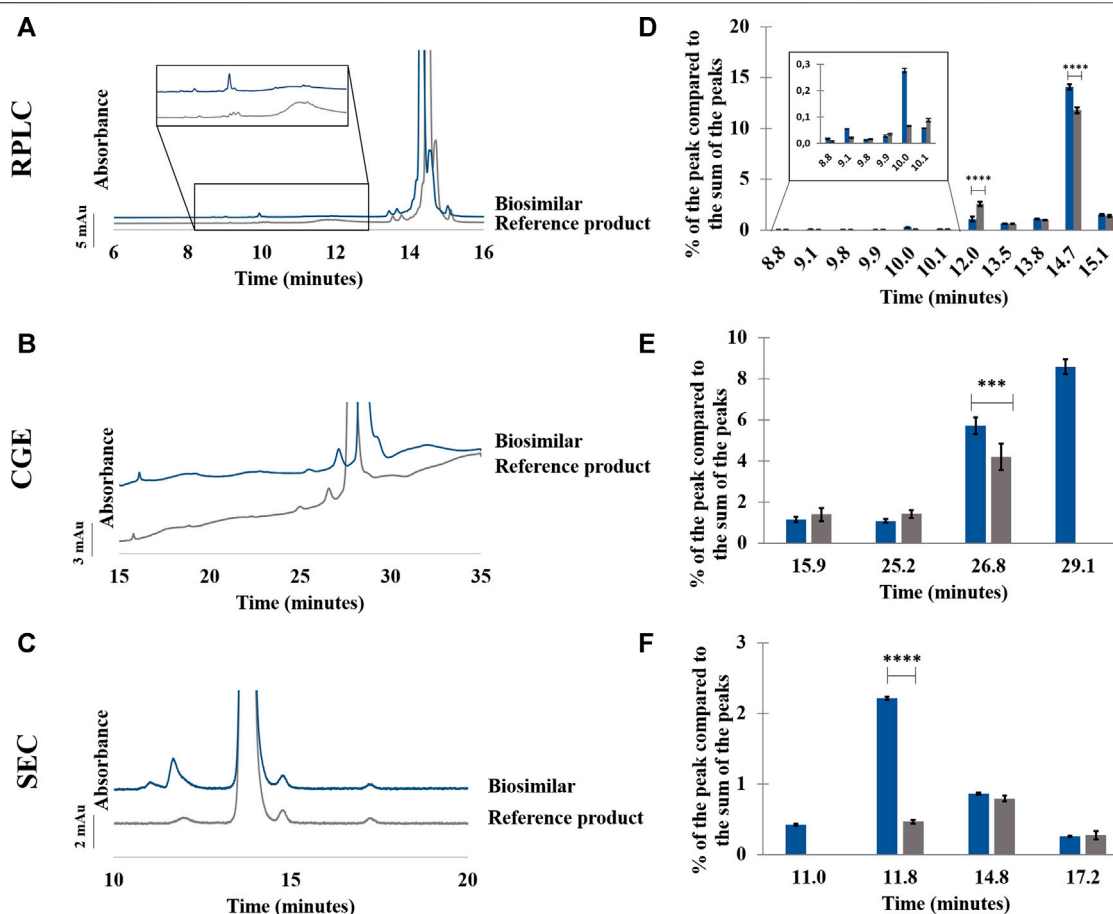 A
RPLC
Absorbance
5 mAu
Biosimilar
Reference product
6 8 10 12 14 16
Time (minutes)
D
% of the peak compared to
the sum of the peaks
20
15
10
5
0
0,3
0,2
0,1
0,0
8.8 9.1 9.8 9.9 10.0 10.1
****
****
8.8 9.1 9.8 9.9 10.0 10.1 12.0 13.5 13.8 14.7 15.1
Time (minutes)
B
CGE
Absorbance
3 mAu
Biosimilar
Reference product
15 20 25 30 35
Time (minutes)
E
% of the peak compared to
the sum of the peaks
10
8
6
4
2
0
***
15.9 25.2 26.8 29.1
Time (minutes)
C
SEC
Absorbance
2 mAu
Biosimilar
Reference product
10 15 20
Time (minutes)
F
% of the peak compared to
the sum of the peaks
3
2
1
0
****
11.0 11.8 14.8 17.2
Time (minutes)